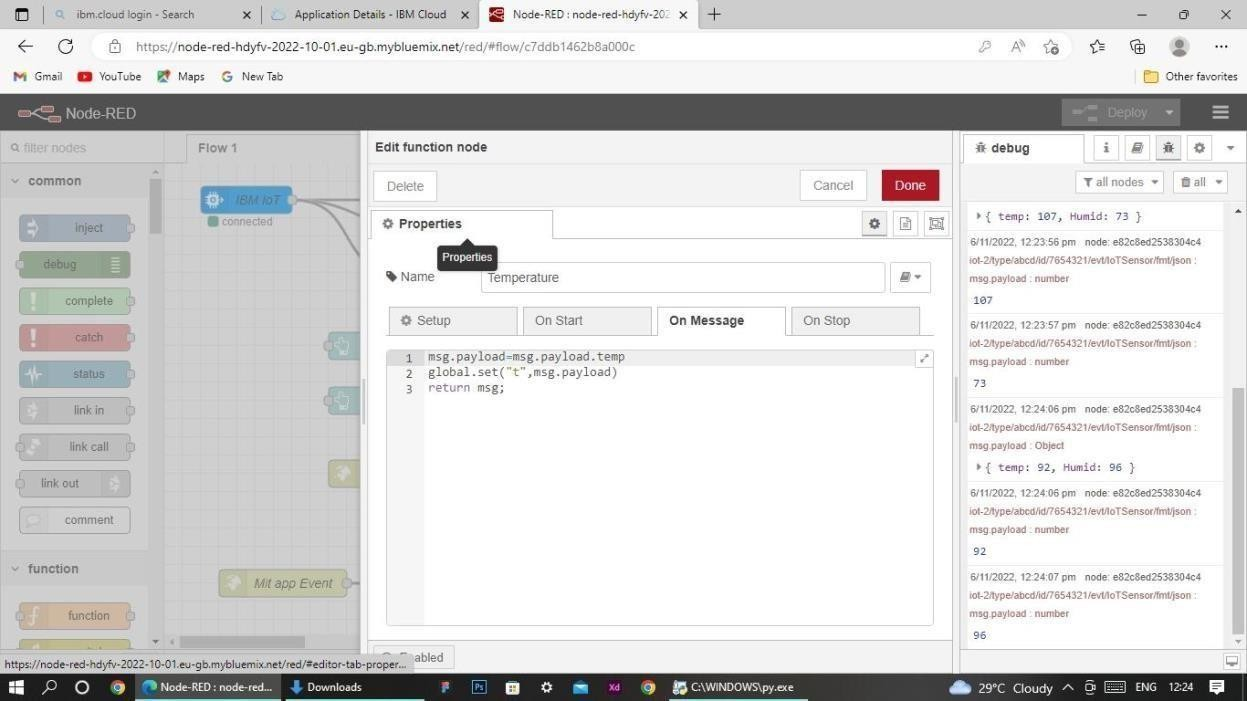 ibm.cloud login - Search
Application Details - IBM Cloud
Node-RED : node-red-hdyfv-202
https://node-red-hdyfv-2022-10-01.eu-gb.mybluemix.net/red/#flow/c7ddb1462b8a000c
Gmail
YouTube
Maps
New Tab
Other favorites
Node-RED
Deploy
filter nodes
Flow 1
Edit function node
debug
common
IBM IoT
connected
Delete
Cancel
Done
all nodes
all
inject
debug
complete
catch
status
link in
link call
link out
comment
function
function
Mit app Event
Properties
Properties
Name
Temperature
Setup
On Start
On Message
On Stop
1 msg.payload=msg.payload.temp
2 global.set("t",msg.payload)
3 return msg;
abled
{ temp: 107, Humid: 73 }
6/11/2022, 12:23:56 pm node: e82c8ed2538304c4
iot-2/type/abcd/id/7654321/evt/IoTSensor/fmt/json :
msg.payload : number
107
6/11/2022, 12:23:57 pm node: e82c8ed2538304c4
iot-2/type/abcd/id/7654321/evt/IoTSensor/fmt/json :
msg.payload : number
73
6/11/2022, 12:24:06 pm node: e82c8ed2538304c4
iot-2/type/abcd/id/7654321/evt/IoTSensor/fmt/json :
msg.payload : Object
{ temp: 92, Humid: 96 }
6/11/2022, 12:24:06 pm node: e82c8ed2538304c4
iot-2/type/abcd/id/7654321/evt/IoTSensor/fmt/json :
msg.payload : number
92
6/11/2022, 12:24:07 pm node: e82c8ed2538304c4
iot-2/type/abcd/id/7654321/evt/IoTSensor/fmt/json :
msg.payload : number
96
https://node-red-hdyfv-2022-10-01.eu-gb.mybluemix.net/red/#editor-tab-proper...
Node-RED : node-red...
Downloads
Ps
Xd
C:\WINDOWS\py.exe
29°C Cloudy
ENG
12:24